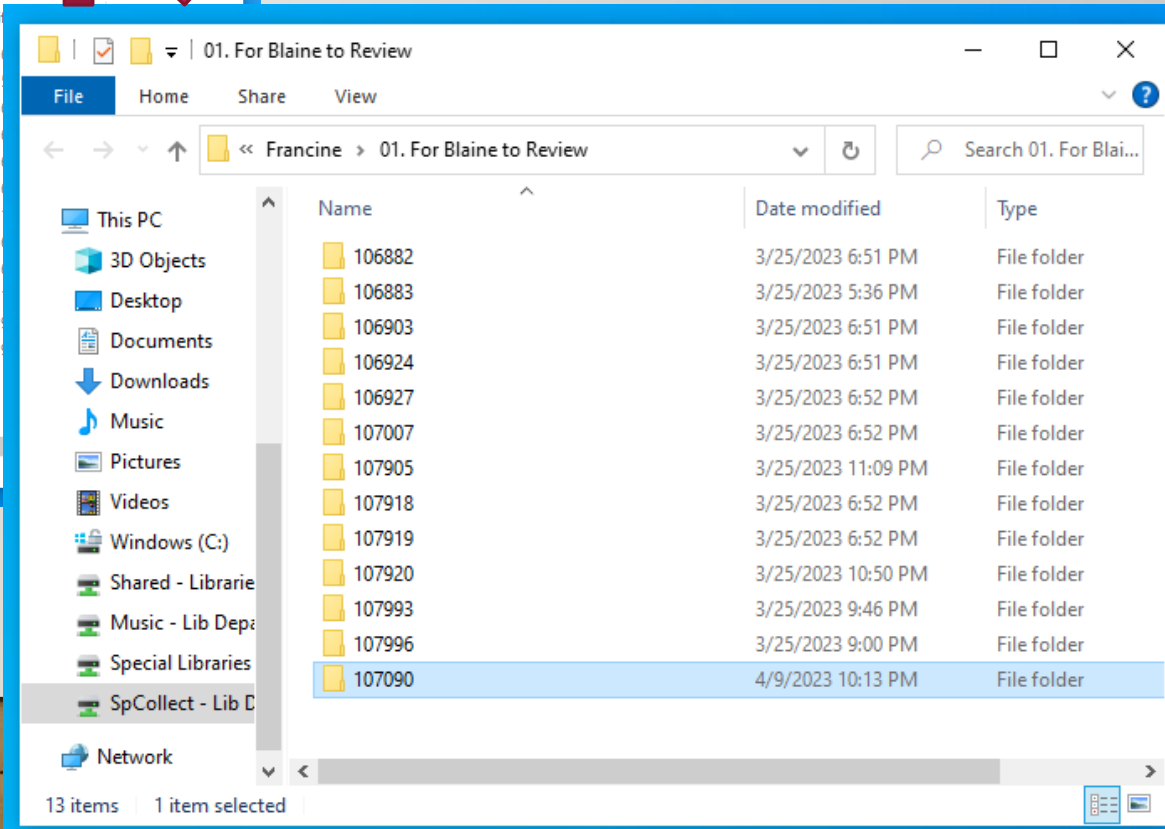 01. For Blaine to Review
File Home Share View
« Francine > 01. For Blaine to Review Search 01. For Blai...
This PC
3D Objects
Desktop
Documents
Downloads
Music
Pictures
Videos
Windows (C:)
Shared - Librarie
Music - Lib Depa
Special Libraries
SpCollect - Lib D
Network
Name Date modified Type
106882 3/25/2023 6:51 PM File folder
106883 3/25/2023 5:36 PM File folder
106903 3/25/2023 6:51 PM File folder
106924 3/25/2023 6:51 PM File folder
106927 3/25/2023 6:52 PM File folder
107007 3/25/2023 6:52 PM File folder
107905 3/25/2023 11:09 PM File folder
107918 3/25/2023 6:52 PM File folder
107919 3/25/2023 6:52 PM File folder
107920 3/25/2023 10:50 PM File folder
107993 3/25/2023 9:46 PM File folder
107996 3/25/2023 9:00 PM File folder
107090 4/9/2023 10:13 PM File folder
13 items 1 item selected